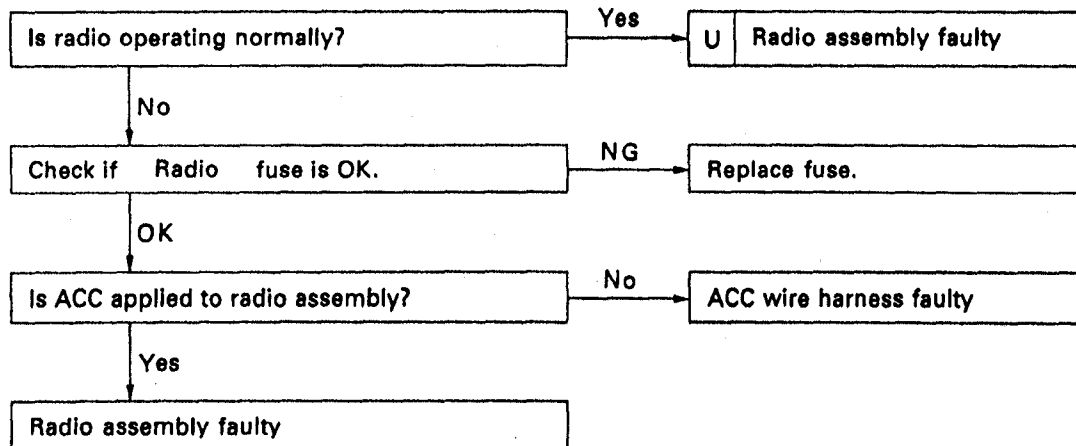 Is radio operating normally?
Yes
U Radio assembly faulty
No
Check if Radio fuse is OK.
NG
Replace fuse.
OK
Is ACC applied to radio assembly?
No
ACC wire harness faulty
Yes
Radio assembly faulty